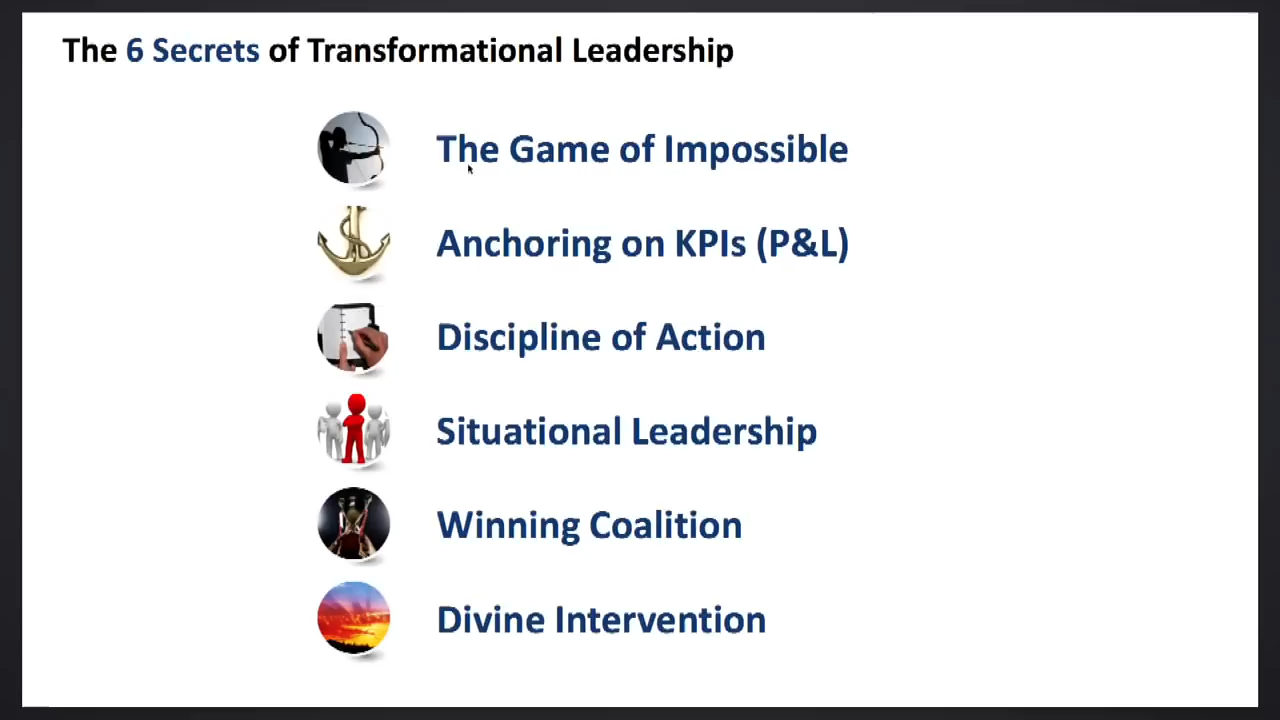 The 6 Secrets of Transformational Leadership
The Game of Impossible
Anchoring on KPIs (P&L)
Discipline of Action
Situational Leadership
Winning Coalition
Divine Intervention